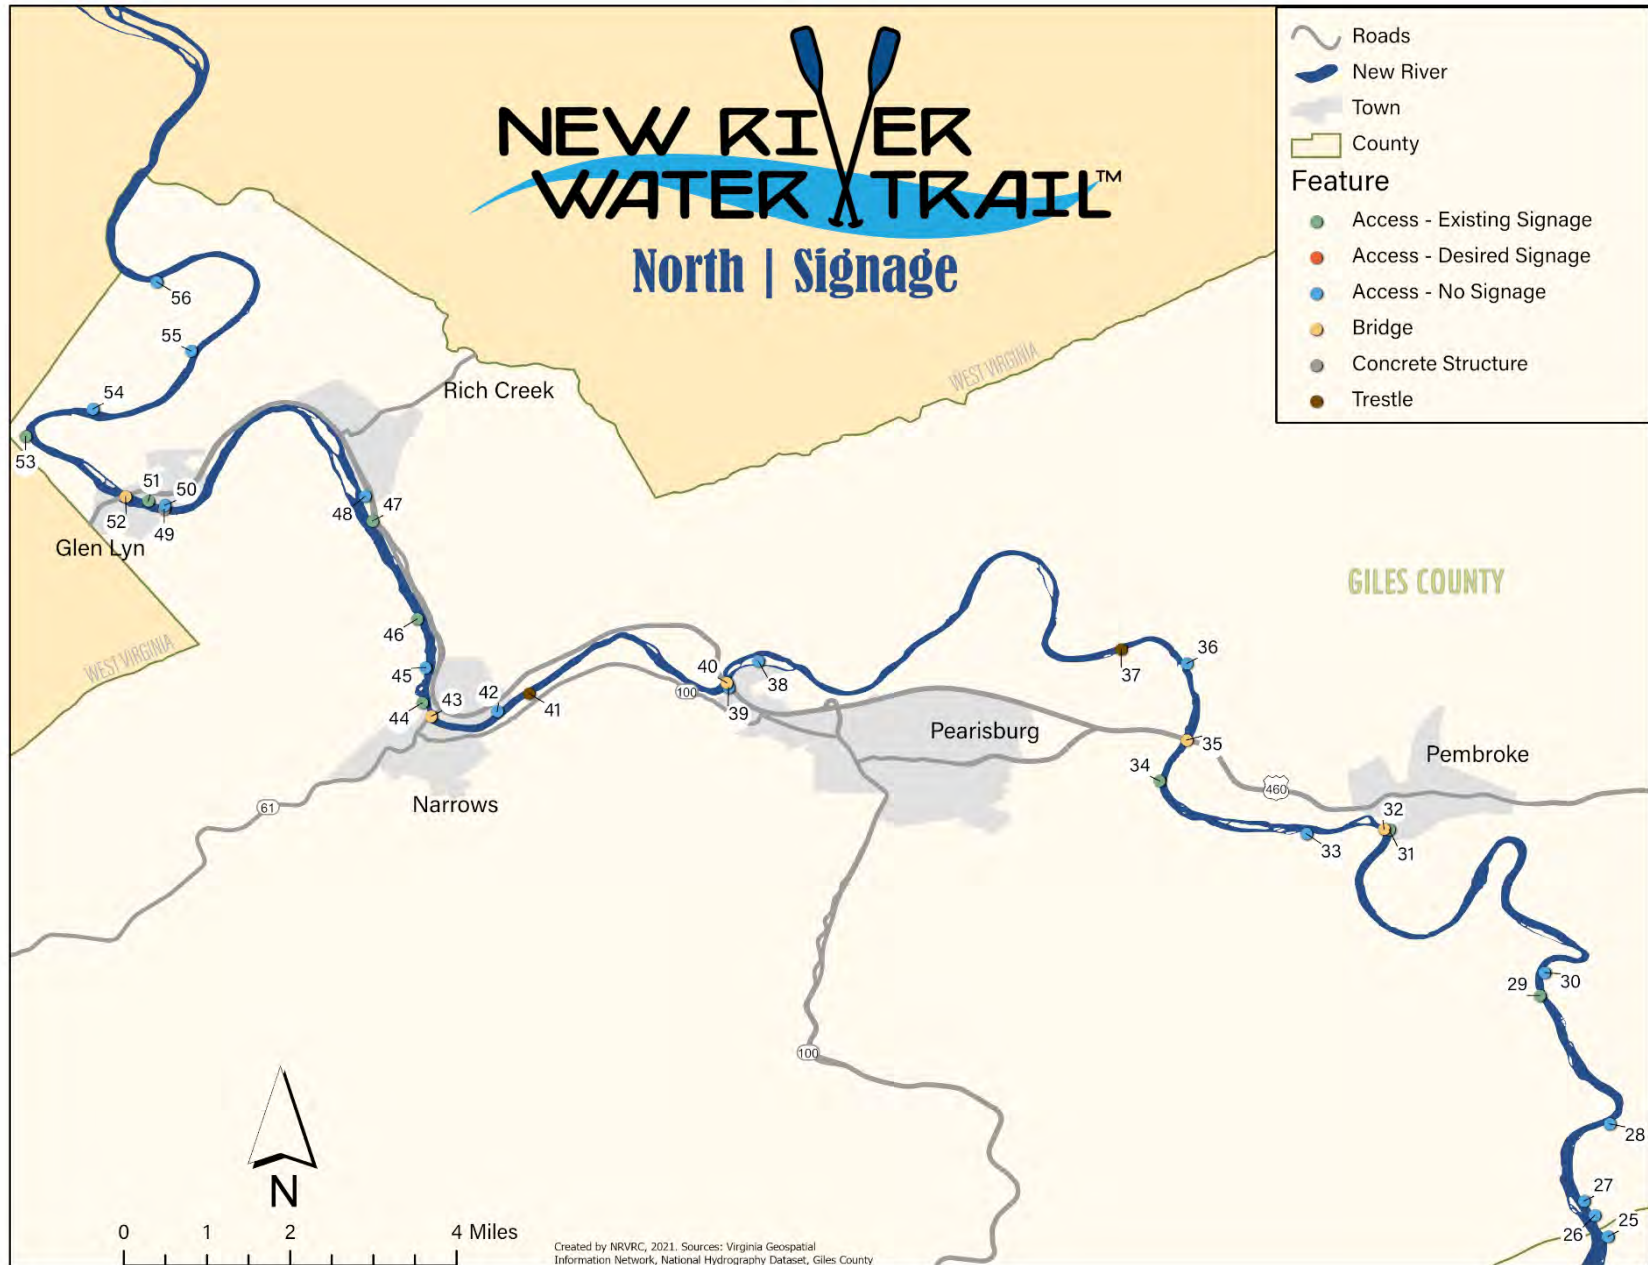 NEW RIVER
WATER TRAIL™
North | Signage
Roads
New River
Town
County
Feature
Access - Existing Signage
Access - Desired Signage
Access - No Signage
Bridge
Concrete Structure
Trestle
WEST VIRGINIA
56
55
54
Rich Creek
53
51
50
52
49
Glen Lyn
48
47
GILES COUNTY
WEST VIRGINIA
46
45
44
43
42
41
40
100
39
38
37
36
35
34
Pearisburg
Pembroke
460
32
33
31
61
Narrows
29
30
100
28
27
26
25
N
0 1 2 4 Miles
Created by NRVRC, 2021. Sources: Virginia Geospatial
Information Network, National Hydrography Dataset, Giles County